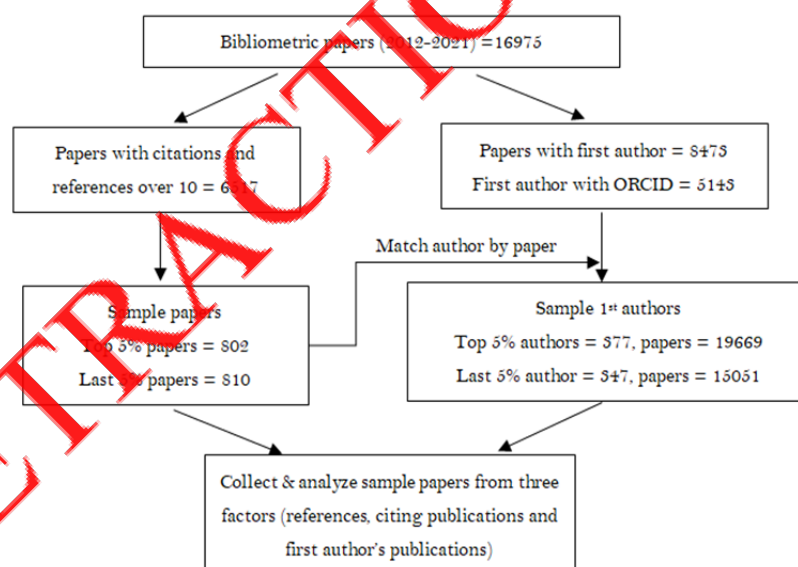 Bibliometric papers (2012-2021) =16975
Papers with citations and
references over 10 = 6517
Papers with first author = 8473
First author with ORCID = 5143
Match author by paper
Sample papers
Top 5% papers = 802
Last 5% papers = 810
Sample 1st authors
Top 5% authors = 377, papers = 19669
Last 5% author = 347, papers = 15051
Collect & analyze sample papers from three
factors (references, citing publications and
first author's publications)
ETRACTIO